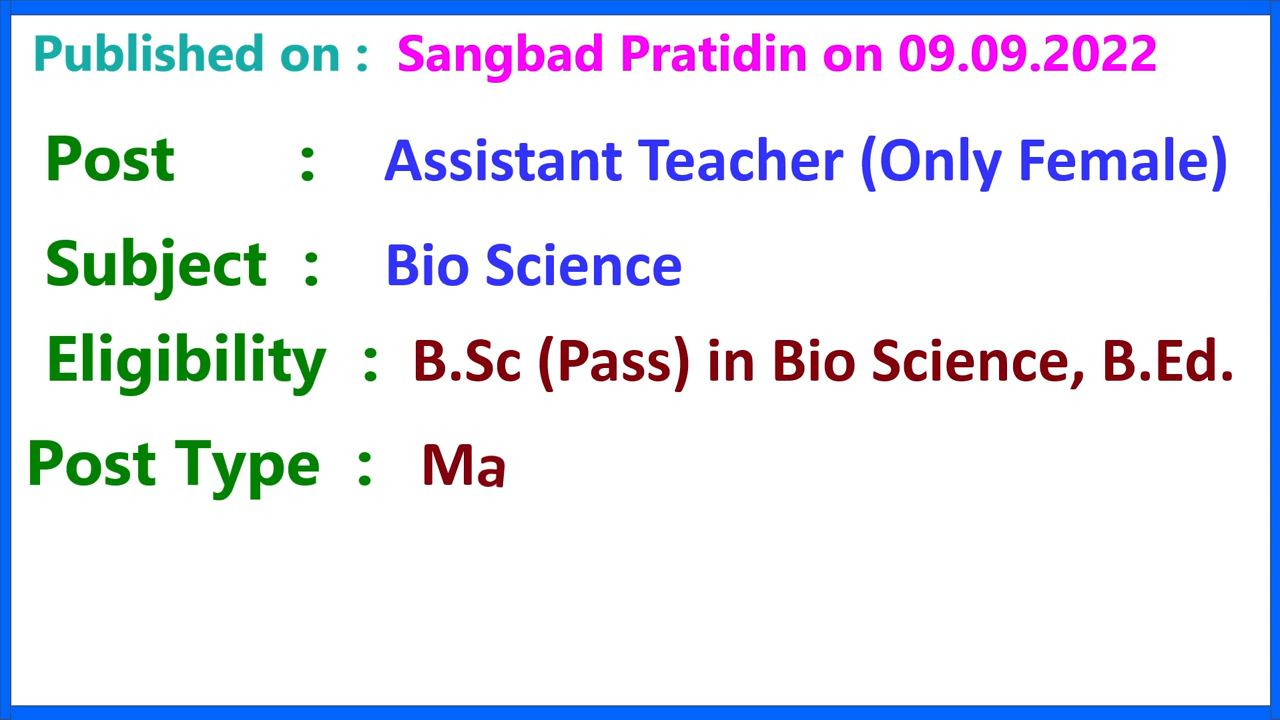 Published on : Sangbad Pratidin on 09.09.2022
Post : Assistant Teacher (Only Female)
Subject : Bio Science
Eligibility : B.Sc (Pass) in Bio Science, B.Ed.
Post Type : Ma